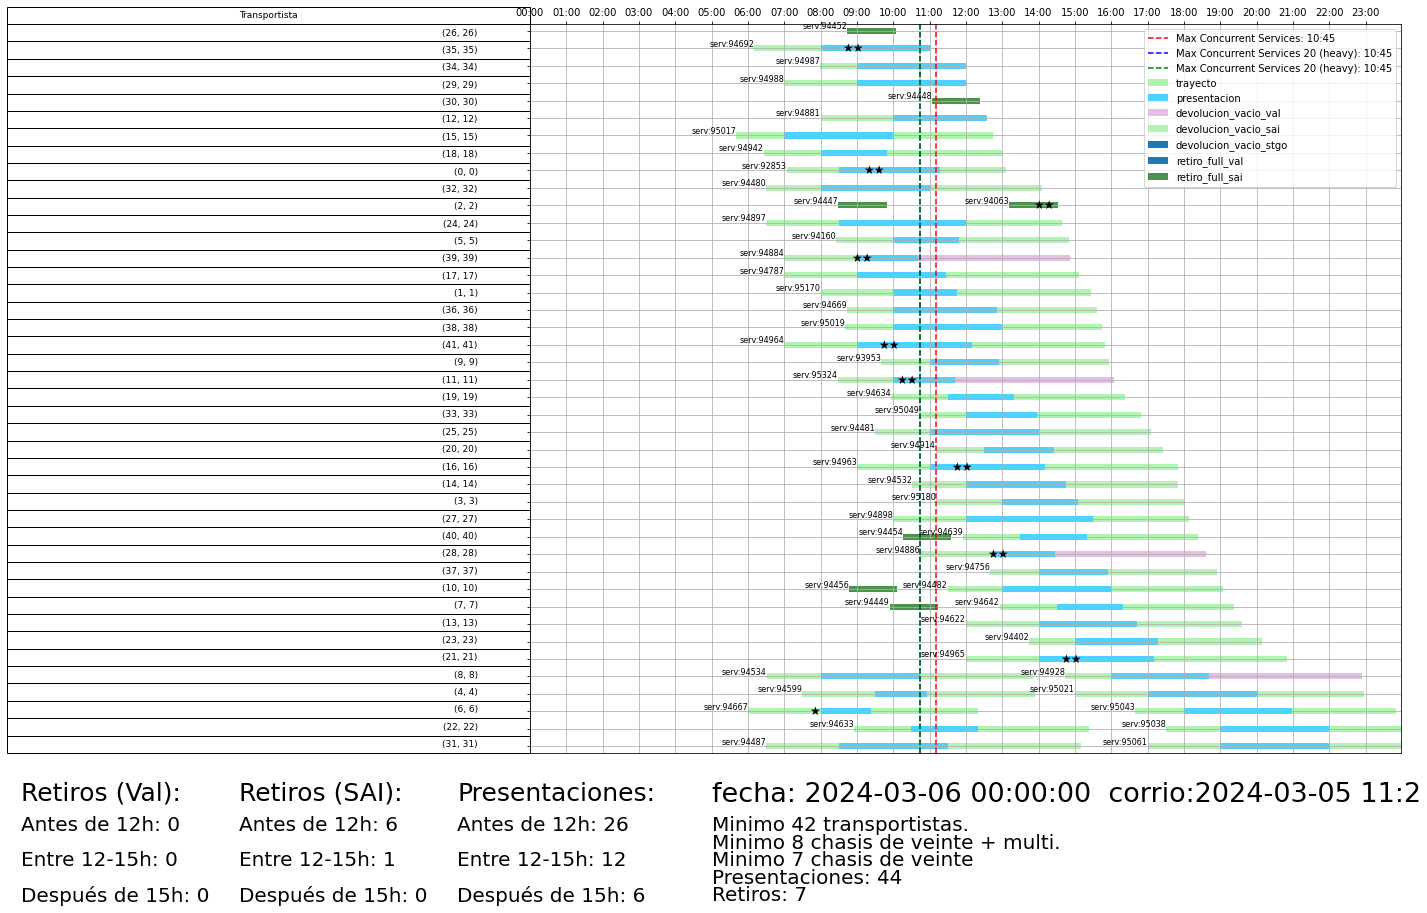 Transportista
00:00 01:00 02:00 03:00 04:00 05:00 06:00 07:00 08:00 09:00 10:00 11:00 12:00 13:00 14:00 15:00 16:00 17:00 18:00 19:00 20:00 21:00 22:00 23:00
(26, 26) serv:94452
(35, 35) serv:94692
(34, 34) serv:94987
(29, 29) serv:94988
(30, 30) serv:94448
(12, 12) serv:94881
(15, 15) serv:95017
(18, 18) serv:94942
(0, 0) serv:92853
(32, 32) serv:94480
(2, 2) serv:94447 serv:94063
(24, 24) serv:94897
(5, 5) serv:94160
(39, 39) serv:94884
(17, 17) serv:94787
(1, 1) serv:95170
(36, 36) serv:94669
(38, 38) serv:95019
(41, 41) serv:94964
(9, 9) serv:93953
(11, 11) serv:95324
(19, 19) serv:94634
(33, 33) serv:95049
(25, 25) serv:94481
(20, 20) serv:94914
(16, 16) serv:94963
(14, 14) serv:94532
(3, 3) serv:95180
(27, 27) serv:94898
(40, 40) serv:94454 serv:94639
(28, 28) serv:94886
(37, 37) serv:94756
(10, 10) serv:94456 serv:94482
(7, 7) serv:94449 serv:94642
(13, 13) serv:94622
(23, 23) serv:94402
(21, 21) serv:94965
(8, 8) serv:94534 serv:94928
(4, 4) serv:94599 serv:95021
(6, 6) serv:94667 serv:95043
(22, 22) serv:94633 serv:95038
(31, 31) serv:94487 serv:95061
Max Concurrent Services: 10:45
Max Concurrent Services 20 (heavy): 10:45
Max Concurrent Services 20 (heavy): 10:45
trayecto
presentacion
devolucion_vacio_val
devolucion_vacio_sai
devolucion_vacio_stgo
retiro_full_val
retiro_full_sai
Retiros (Val):
Antes de 12h: 0
Entre 12-15h: 0
Después de 15h: 0
Retiros (SAI):
Antes de 12h: 6
Entre 12-15h: 1
Después de 15h: 0
Presentaciones:
Antes de 12h: 26
Entre 12-15h: 12
Después de 15h: 6
fecha: 2024-03-06 00:00:00 corrio:2024-03-05 11:2
Minimo 42 transportistas.
Minimo 8 chasis de veinte + multi.
Minimo 7 chasis de veinte
Presentaciones: 44
Retiros: 7